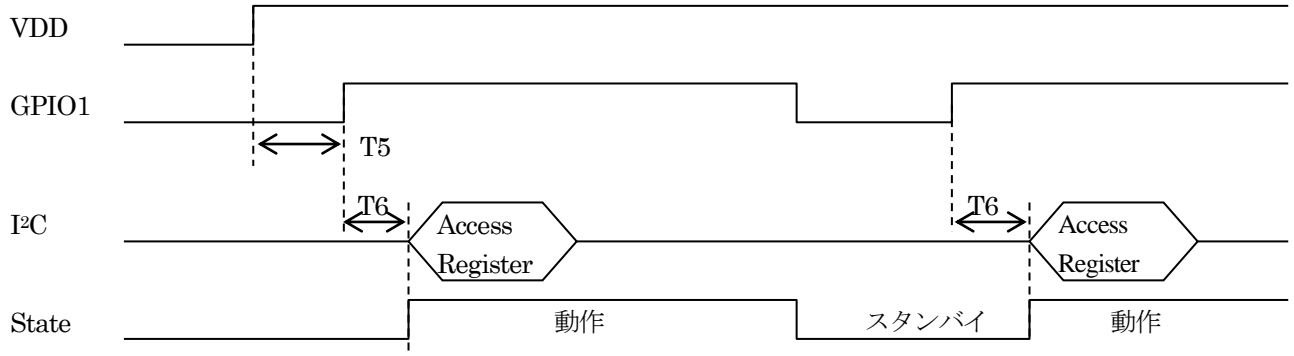 VDD
GPIO1
T5
T6
T6
I²C
Access
Register
Access
Register
State
動作
スタンバイ
動作